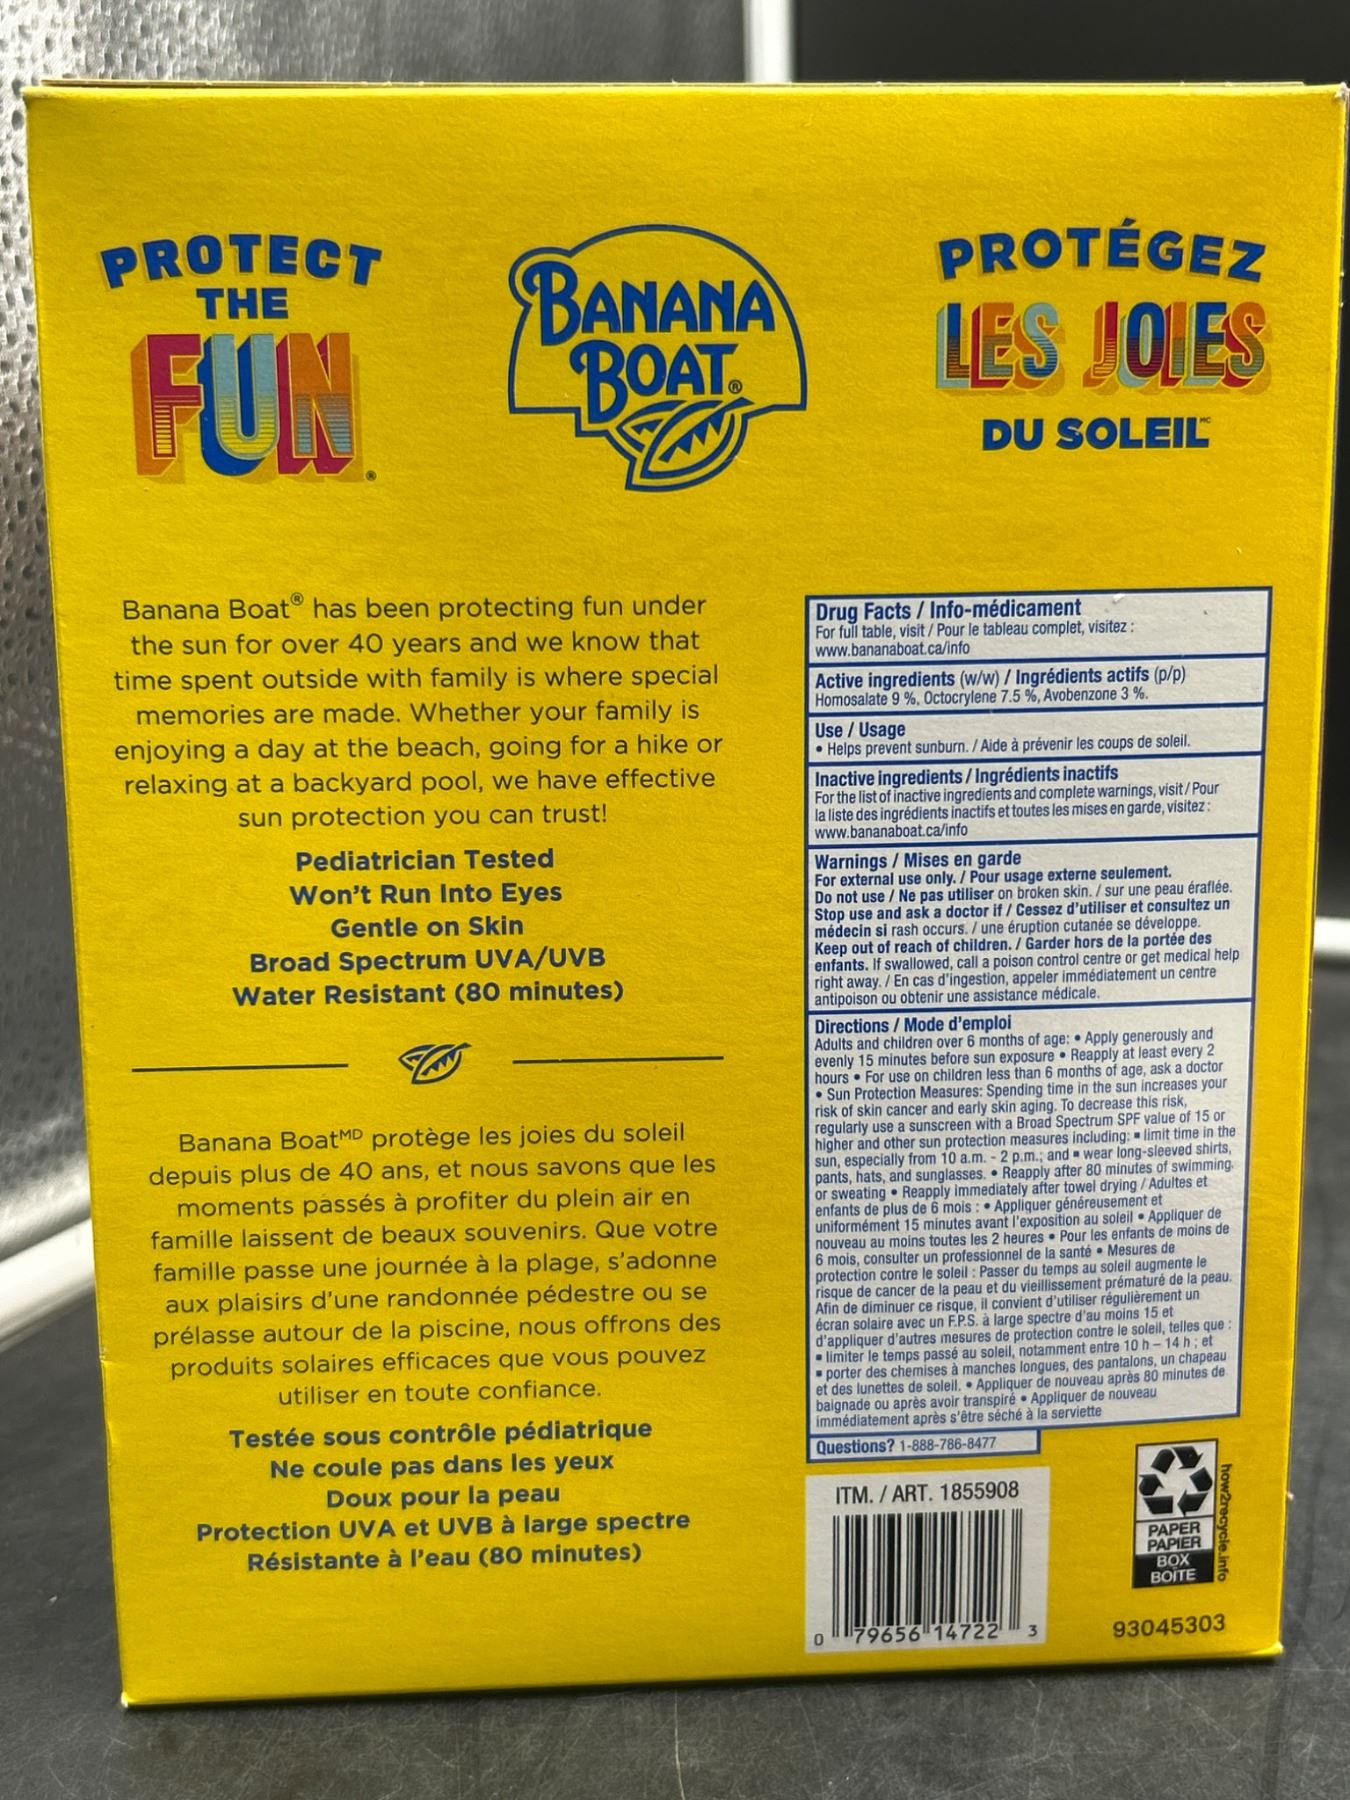 PROTECT
THE
FUN®
BANANA
BOAT®
PROTÉGEZ
LES JOIES
DU SOLEIL MC
Banana Boat® has been protecting fun under
the sun for over 40 years and we know that
time spent outside with family is where special
memories are made. Whether your family is
enjoying a day at the beach, going for a hike or
relaxing at a backyard pool, we have effective
sun protection you can trust!
Pediatrician Tested
Won't Run Into Eyes
Gentle on Skin
Broad Spectrum UVA/UVB
Water Resistant (80 minutes)
Banana Boat MD protège les joies du soleil
depuis plus de 40 ans, et nous savons que les
moments passés à profiter du plein air en
famille laissent de beaux souvenirs. Que votre
famille passe une journée à la plage, s'adonne
aux plaisirs d'une randonnée pédestre ou se
prélasse autour de la piscine, nous offrons des
produits solaires efficaces que vous pouvez
utiliser en toute confiance.
Testée sous contrôle pédiatrique
Ne coule pas dans les yeux
Doux pour la peau
Protection UVA et UVB à large spectre
Résistante à l'eau (80 minutes)
Drug Facts / Info-médicament
For full table, visit / Pour le tableau complet, visitez :
www.bananaboat.ca/info
Active ingredients (w/w) / Ingrédients actifs (p/p)
Homosalate 9 %, Octocrylene 7.5 %, Avobenzone 3 %.
Use / Usage
• Helps prevent sunburn. / Aide à prévenir les coups de soleil.
Inactive ingredients / Ingrédients inactifs
For the list of inactive ingredients and complete warnings, visit / Pour
la liste des ingrédients inactifs et toutes les mises en garde, visitez :
www.bananaboat.ca/info
Warnings / Mises en garde
For external use only. / Pour usage externe seulement.
Do not use / Ne pas utiliser on broken skin. / sur une peau éraflée.
Stop use and ask a doctor if / Cessez d'utiliser et consultez un
médecin si rash occurs. / une éruption cutanée se développe.
Keep out of reach of children. / Garder hors de la portée des
enfants. If swallowed, call a poison control centre or get medical help
right away. / En cas d'ingestion, appeler immédiatement un centre
antipoison ou obtenir une assistance médicale.
Directions / Mode d'emploi
Adults and children over 6 months of age: • Apply generously and
evenly 15 minutes before sun exposure • Reapply at least every 2
hours • For use on children less than 6 months of age, ask a doctor
• Sun Protection Measures: Spending time in the sun increases your
risk of skin cancer and early skin aging. To decrease this risk,
regularly use a sunscreen with a Broad Spectrum SPF value of 15 or
higher and other sun protection measures including: ▪ limit time in the
sun, especially from 10 a.m. - 2 p.m.; and ▪ wear long-sleeved shirts,
pants, hats, and sunglasses. • Reapply after 80 minutes of swimming
or sweating • Reapply immediately after towel drying / Adultes et
enfants de plus de 6 mois : • Appliquer généreusement et
uniformément 15 minutes avant l'exposition au soleil • Appliquer de
nouveau au moins toutes les 2 heures • Pour les enfants de moins de
6 mois, consulter un professionnel de la santé • Mesures de
protection contre le soleil : Passer du temps au soleil augmente le
risque de cancer de la peau et du vieillissement prématuré de la peau.
Afin de diminuer ce risque, il convient d'utiliser régulièrement un
écran solaire avec un F.P.S. à large spectre d'au moins 15 et
d'appliquer d'autres mesures de protection contre le soleil, telles que :
▪ limiter le temps passé au soleil, notamment entre 10 h – 14 h ; et
▪ porter des chemises à manches longues, des pantalons, un chapeau
et des lunettes de soleil. • Appliquer de nouveau après 80 minutes de
baignade ou après avoir transpiré • Appliquer de nouveau
immédiatement après s'être séché à la serviette
Questions? 1-888-786-8477
ITM. / ART. 1855908
0 79656 14722 3
PAPER
PAPIER
BOX
BOÎTE
how2recycle.info
93045303